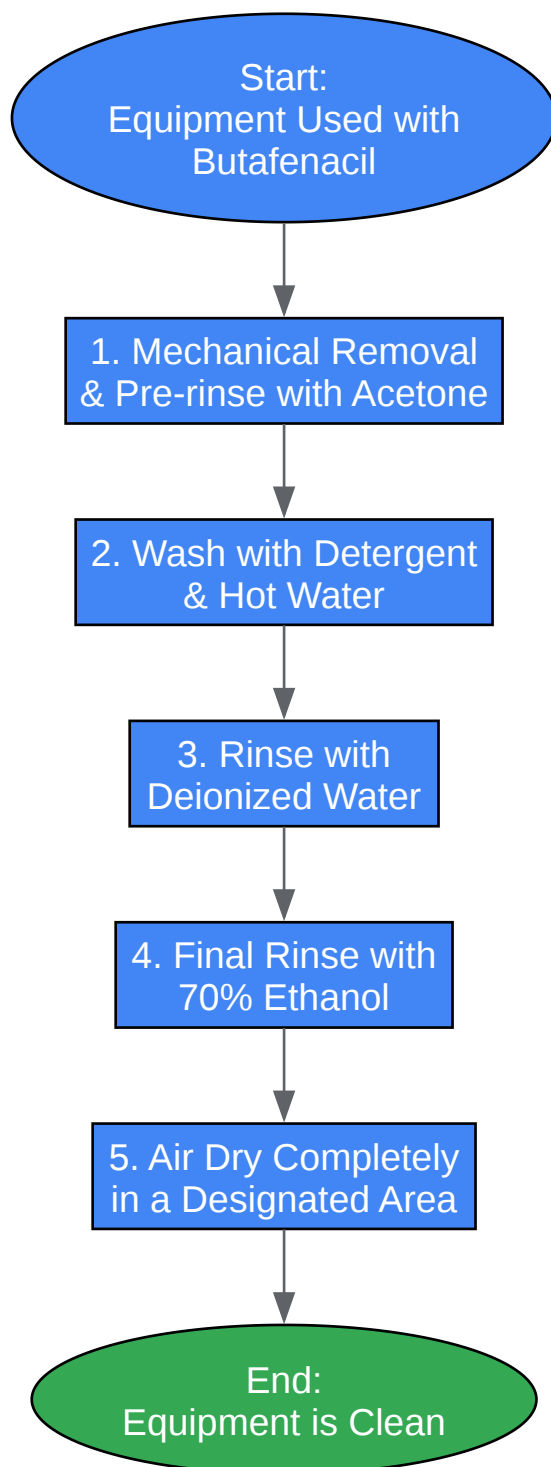 Start:
Equipment Used with
Butafenacil
1. Mechanical Removal
& Pre-rinse with Acetone
2. Wash with Detergent
& Hot Water
3. Rinse with
Deionized Water
4. Final Rinse with
70% Ethanol
5. Air Dry Completely
in a Designated Area
End:
Equipment is Clean